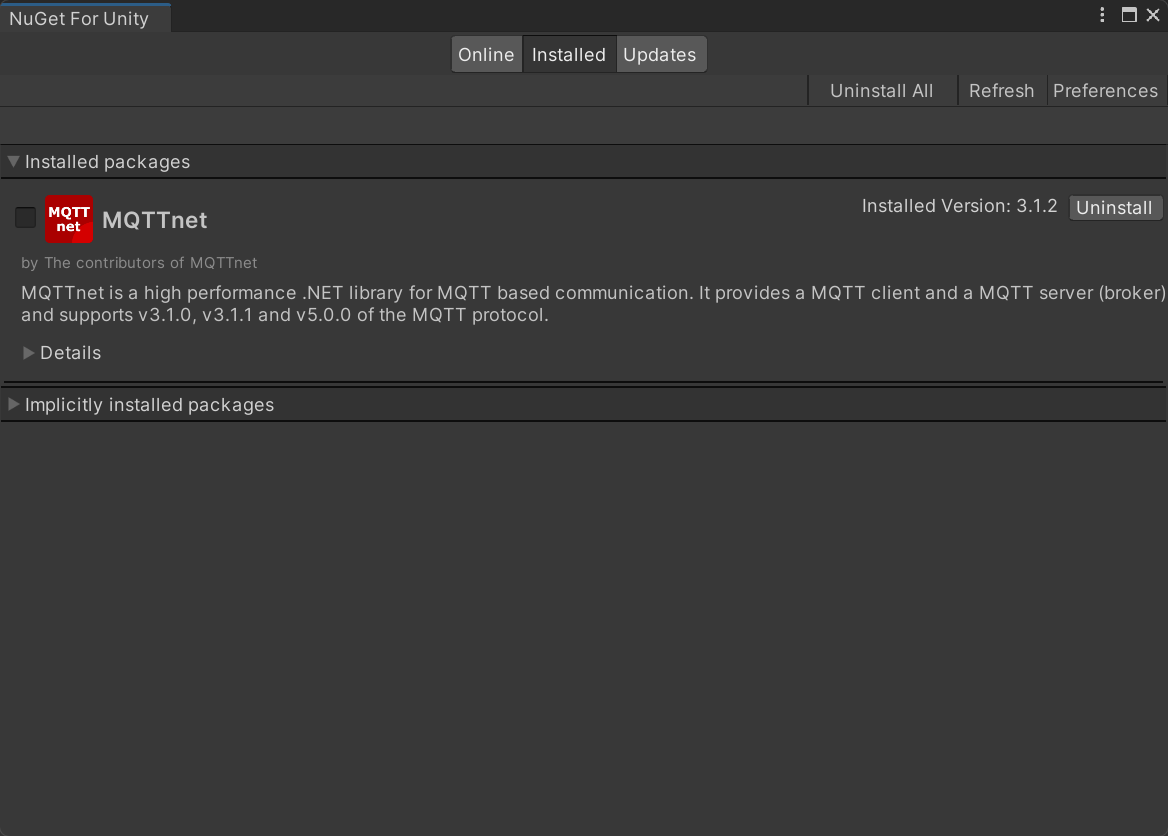 NuGet For Unity
Online Installed Updates
Uninstall All Refresh Preferences
Installed packages
MQTT
net
MQTTnet
Installed Version: 3.1.2 Uninstall
by The contributors of MQTTnet
MQTTnet is a high performance .NET library for MQTT based communication. It provides a MQTT client and a MQTT server (broker)
and supports v3.1.0, v3.1.1 and v5.0.0 of the MQTT protocol.
Details
Implicitly installed packages